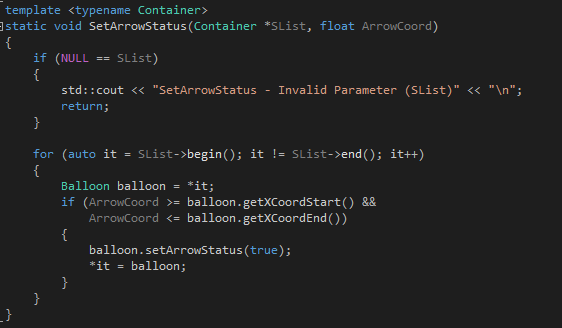 template <typename Container>
static void SetArrowStatus(Container *SList, float ArrowCoord)
{
    if (NULL == SList)
    {
        std::cout << "SetArrowStatus - Invalid Parameter (SList)" << "\n";
        return;
    }

    for (auto it = SList->begin(); it != SList->end(); it++)
    {
        Balloon balloon = *it;
        if (ArrowCoord >= balloon.getXCoordStart() &&
            ArrowCoord <= balloon.getXCoordEnd())
        {
            balloon.setArrowStatus(true);
            *it = balloon;
        }
    }
}